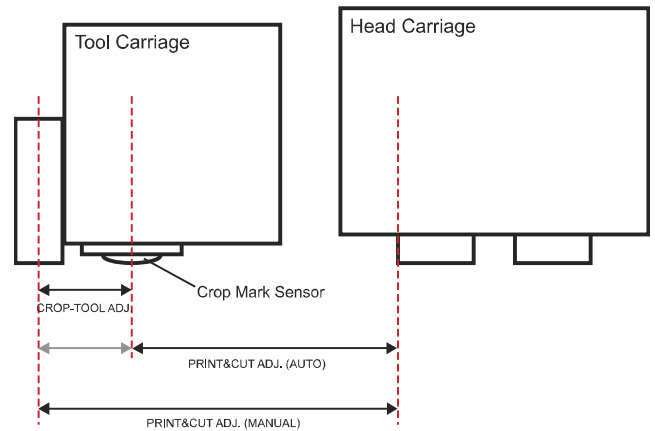 Tool Carriage
Head Carriage
Crop Mark Sensor
CROP-TOOL ADJ.
PRINT&CUT ADJ. (AUTO)
PRINT&CUT ADJ. (MANUAL)